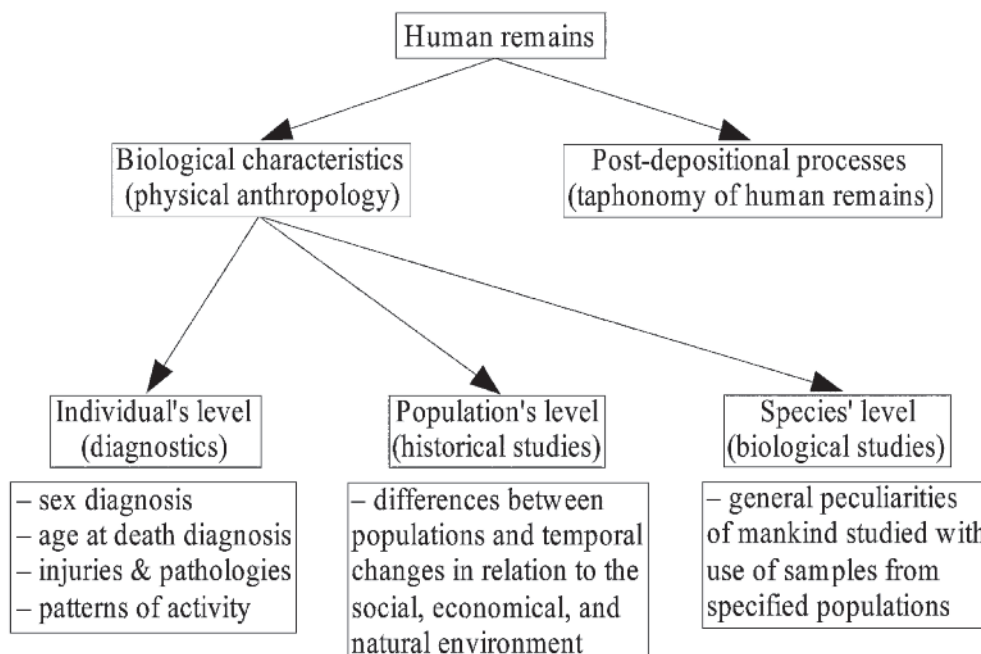 Human remains
Biological characteristics
(physical anthropology)
Post-depositional processes
(taphonomy of human remains)
Individual's level
(diagnostics)
Population's level
(historical studies)
Species' level
(biological studies)
– sex diagnosis
– age at death diagnosis
– injuries & pathologies
– patterns of activity
– differences between
populations and temporal
changes in relation to the
social, economical, and
natural environment
– general peculiarities
of mankind studied with
use of samples from
specified populations